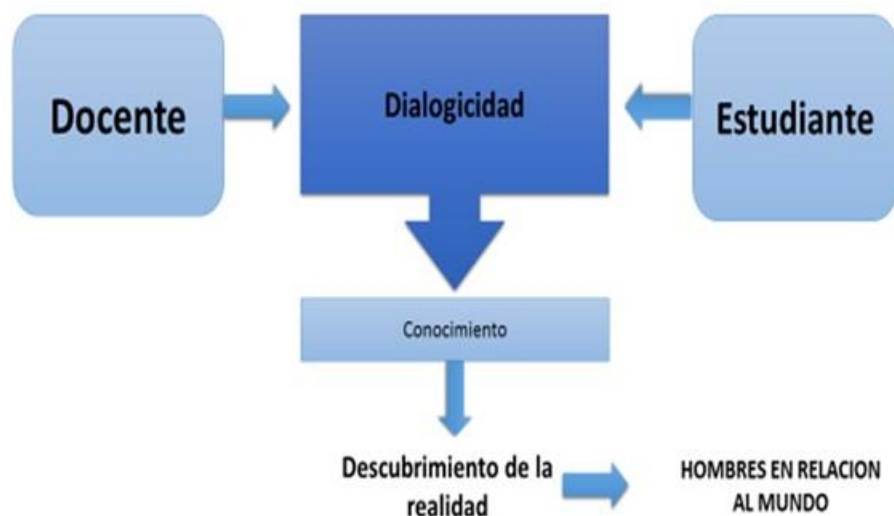 Docente
Dialogicidad
Estudiante
Conocimiento
Descubrimiento de la
realidad
HOMBRES EN RELACION
AL MUNDO